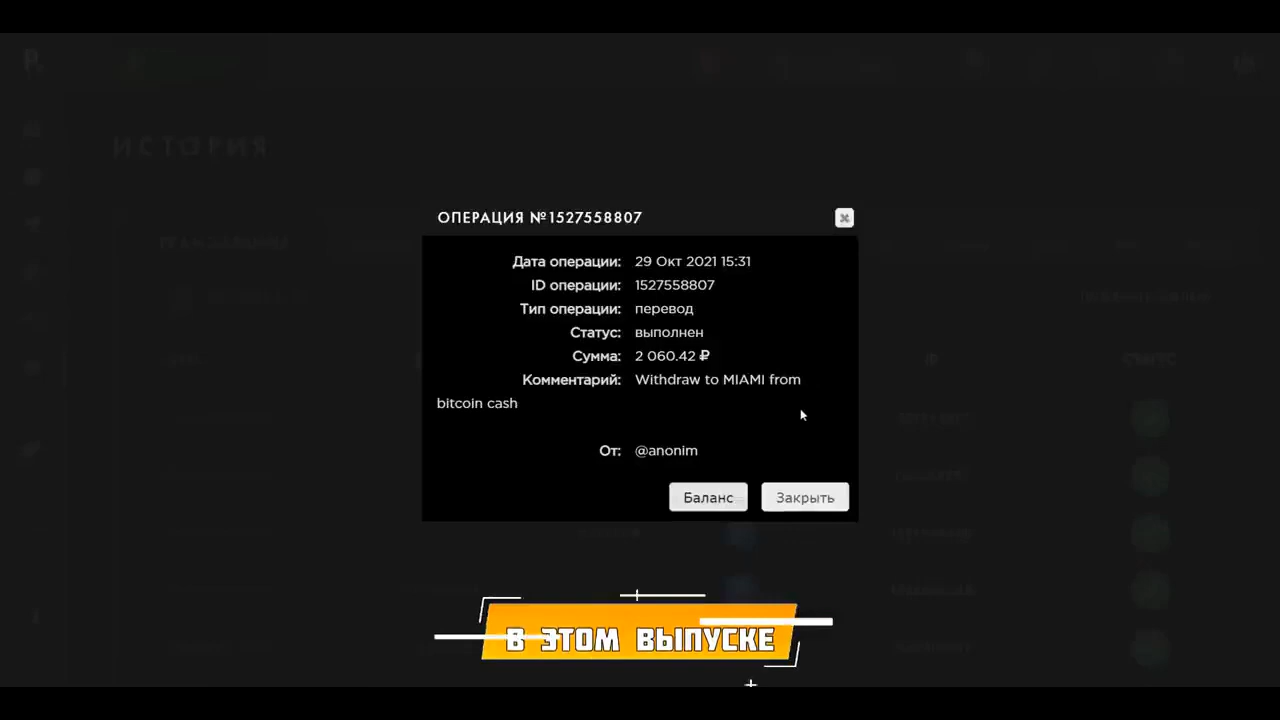 ИСТОРИЯ
ОПЕРАЦИЯ №1527558807
Дата операции: 29 Окт 2021 15:31
ID операции: 1527558807
Тип операции: перевод
Статус: выполнен
Сумма: 2 060.42 ₽
Комментарий: Withdraw to MIAMI from
bitcoin cash
От: @anonim
Баланс Закрыть
В ЭТОМ ВЫПУСКЕ